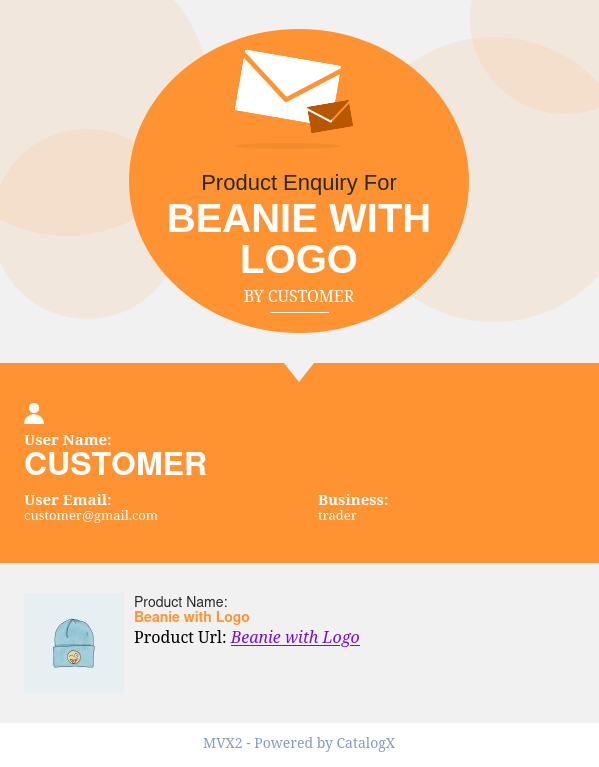 Product Enquiry For
BEANIE WITH
LOGO
BY CUSTOMER
User Name:
CUSTOMER
User Email:
customer@gmail.com
Business:
trader
Product Name:
Beanie with Logo
Product Url: Beanie with Logo
MVX2 - Powered by CatalogX